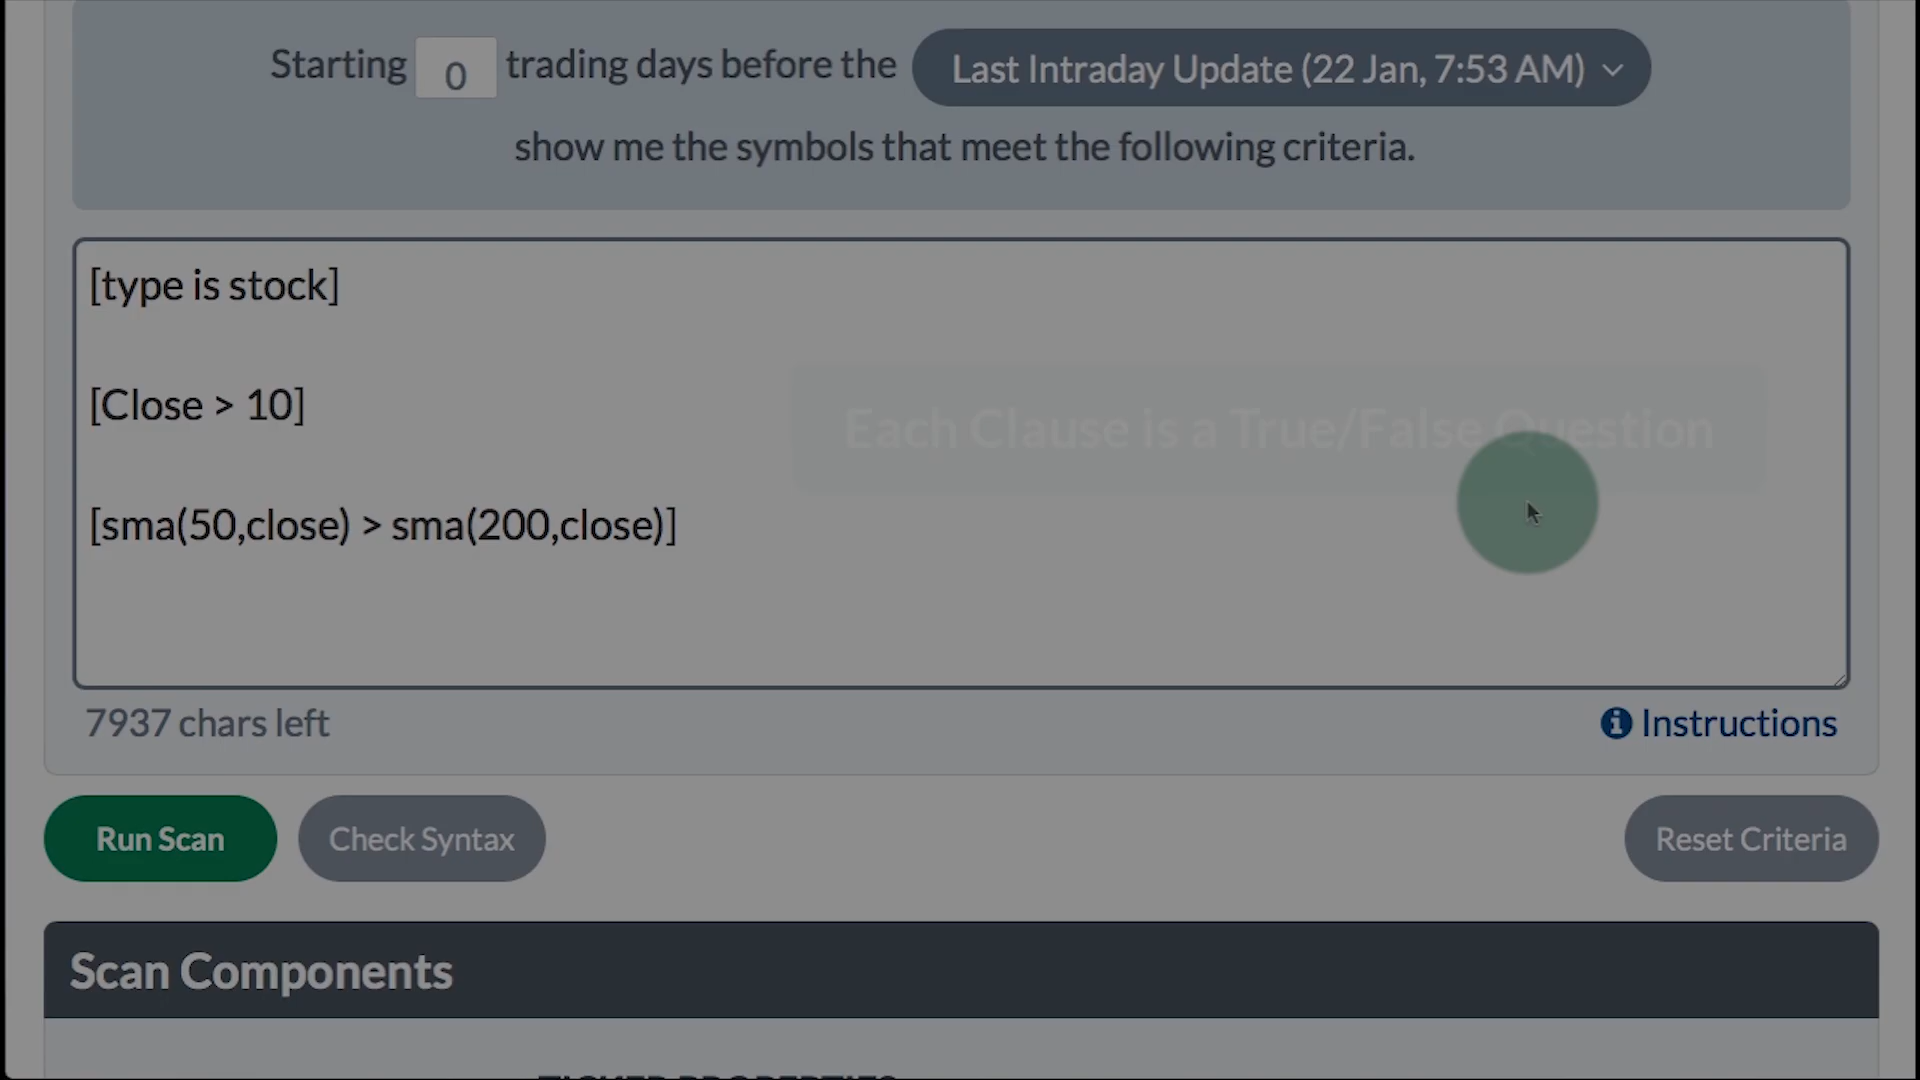 Starting 0 trading days before the Last Intraday Update (22 Jan, 7:53 AM)
show me the symbols that meet the following criteria.
[type is stock]
[Close > 10]
Each Clause is a True/False Question
[sma(50,close) > sma(200,close)]
7937 chars left
Instructions
Run Scan
Check Syntax
Reset Criteria
Scan Components
TICKER PROPERTIES